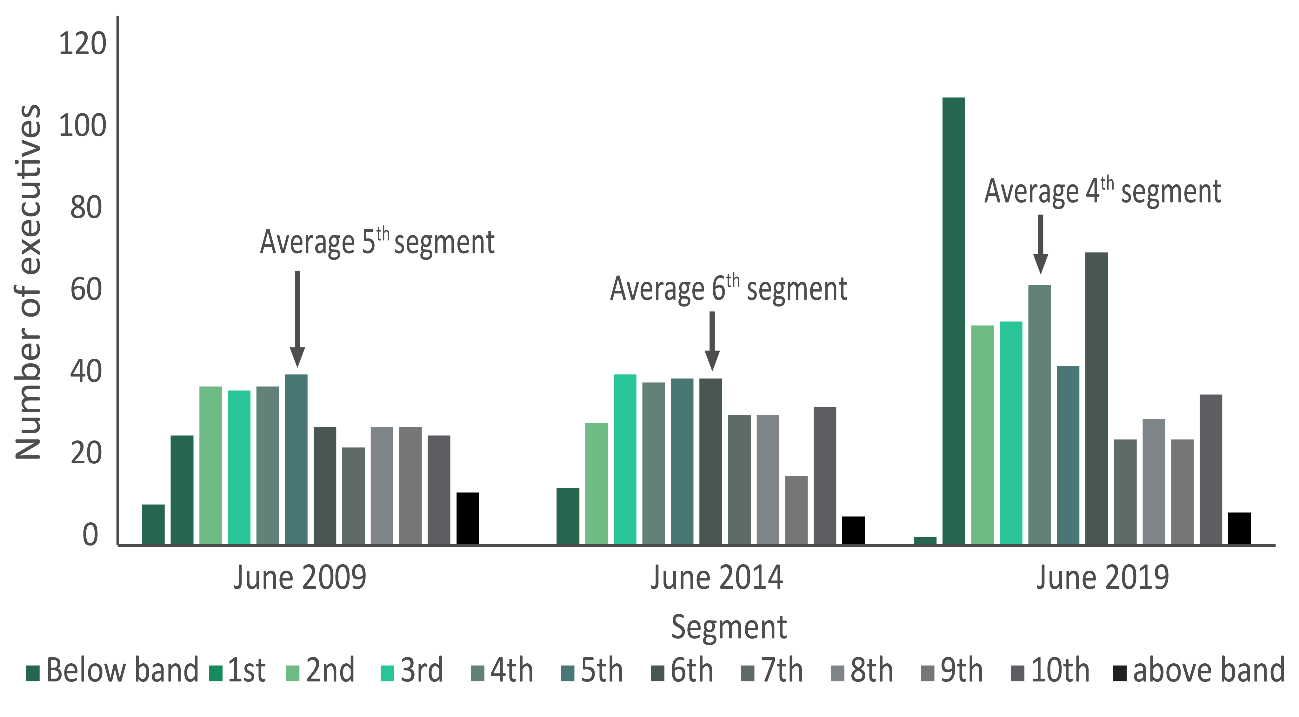 Number of executives
120
100
80
60
40
20
0
Average 5th segment
Average 6th segment
Average 4th segment
June 2009 June 2014 June 2019
Segment
Below band 1st 2nd 3rd 4th 5th 6th 7th 8th 9th 10th above band